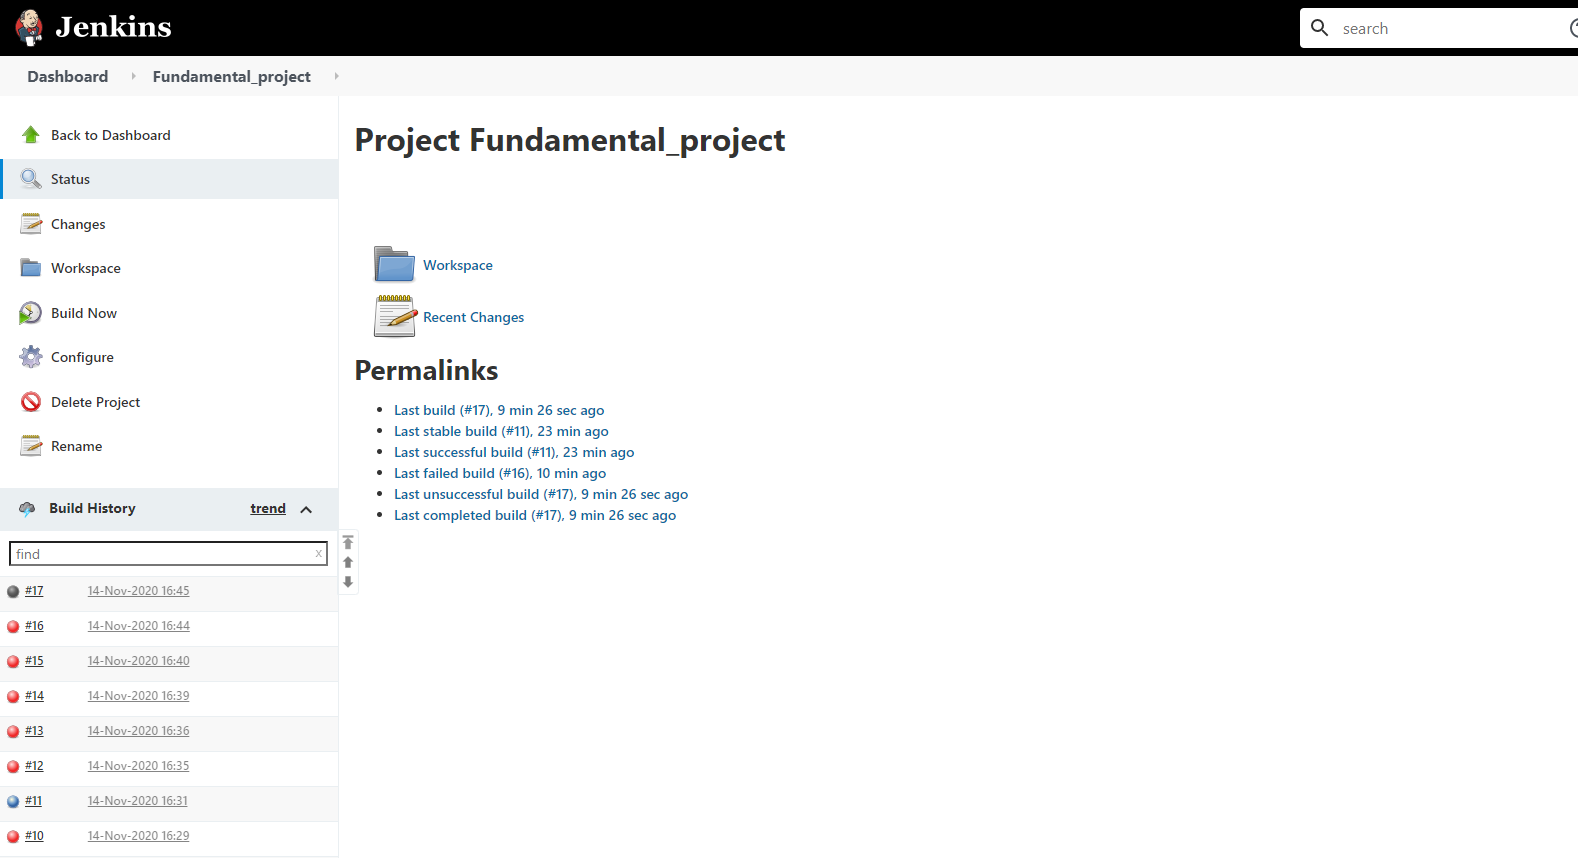 Jenkins
search
Dashboard Fundamental_project
Back to Dashboard
Status
Changes
Workspace
Build Now
Configure
Delete Project
Rename
Build History trend
find x
#17 14-Nov-2020 16:45
#16 14-Nov-2020 16:44
#15 14-Nov-2020 16:40
#14 14-Nov-2020 16:39
#13 14-Nov-2020 16:36
#12 14-Nov-2020 16:35
#11 14-Nov-2020 16:31
#10 14-Nov-2020 16:29
Project Fundamental_project
Workspace
Recent Changes
Permalinks
Last build (#17), 9 min 26 sec ago
Last stable build (#11), 23 min ago
Last successful build (#11), 23 min ago
Last failed build (#16), 10 min ago
Last unsuccessful build (#17), 9 min 26 sec ago
Last completed build (#17), 9 min 26 sec ago